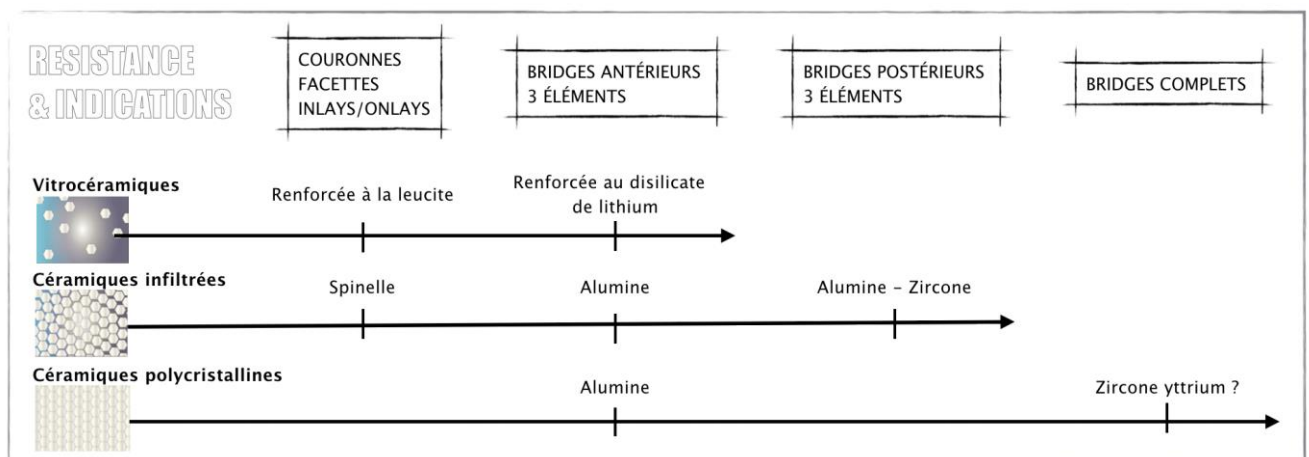 RESISTANCE
& INDICATIONS
COURONNES
FACETTES
INLAYS/ONLAYS
BRIDGES ANTÉRIEURS
3 ÉLÉMENTS
BRIDGES POSTÉRIEURS
3 ÉLÉMENTS
BRIDGES COMPLETS
Vitrocéramiques
Renforcée à la leucite
Renforcée au disilicate
de lithium
Céramiques infiltrées
Spinelle
Alumine
Alumine – Zircone
Céramiques polycristallines
Alumine
Zircone yttrium ?